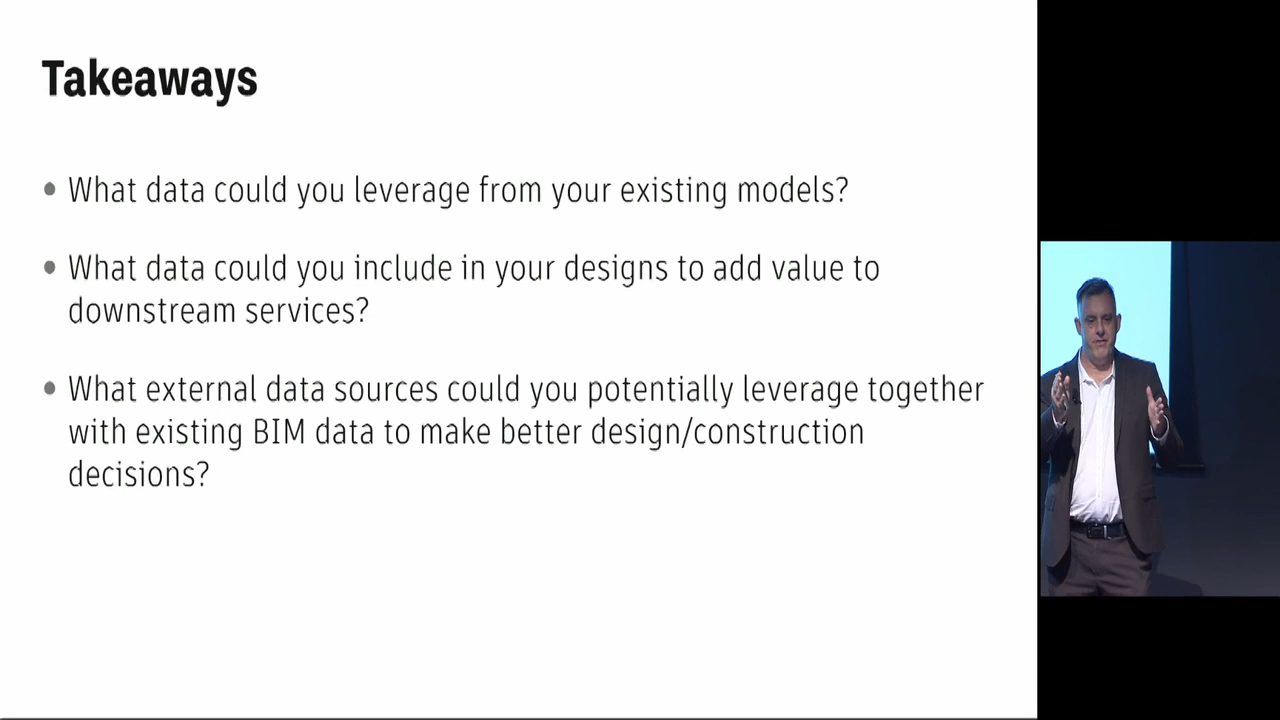 Takeaways
• What data could you leverage from your existing models?
• What data could you include in your designs to add value to
downstream services?
• What external data sources could you potentially leverage together
with existing BIM data to make better design/construction
decisions?